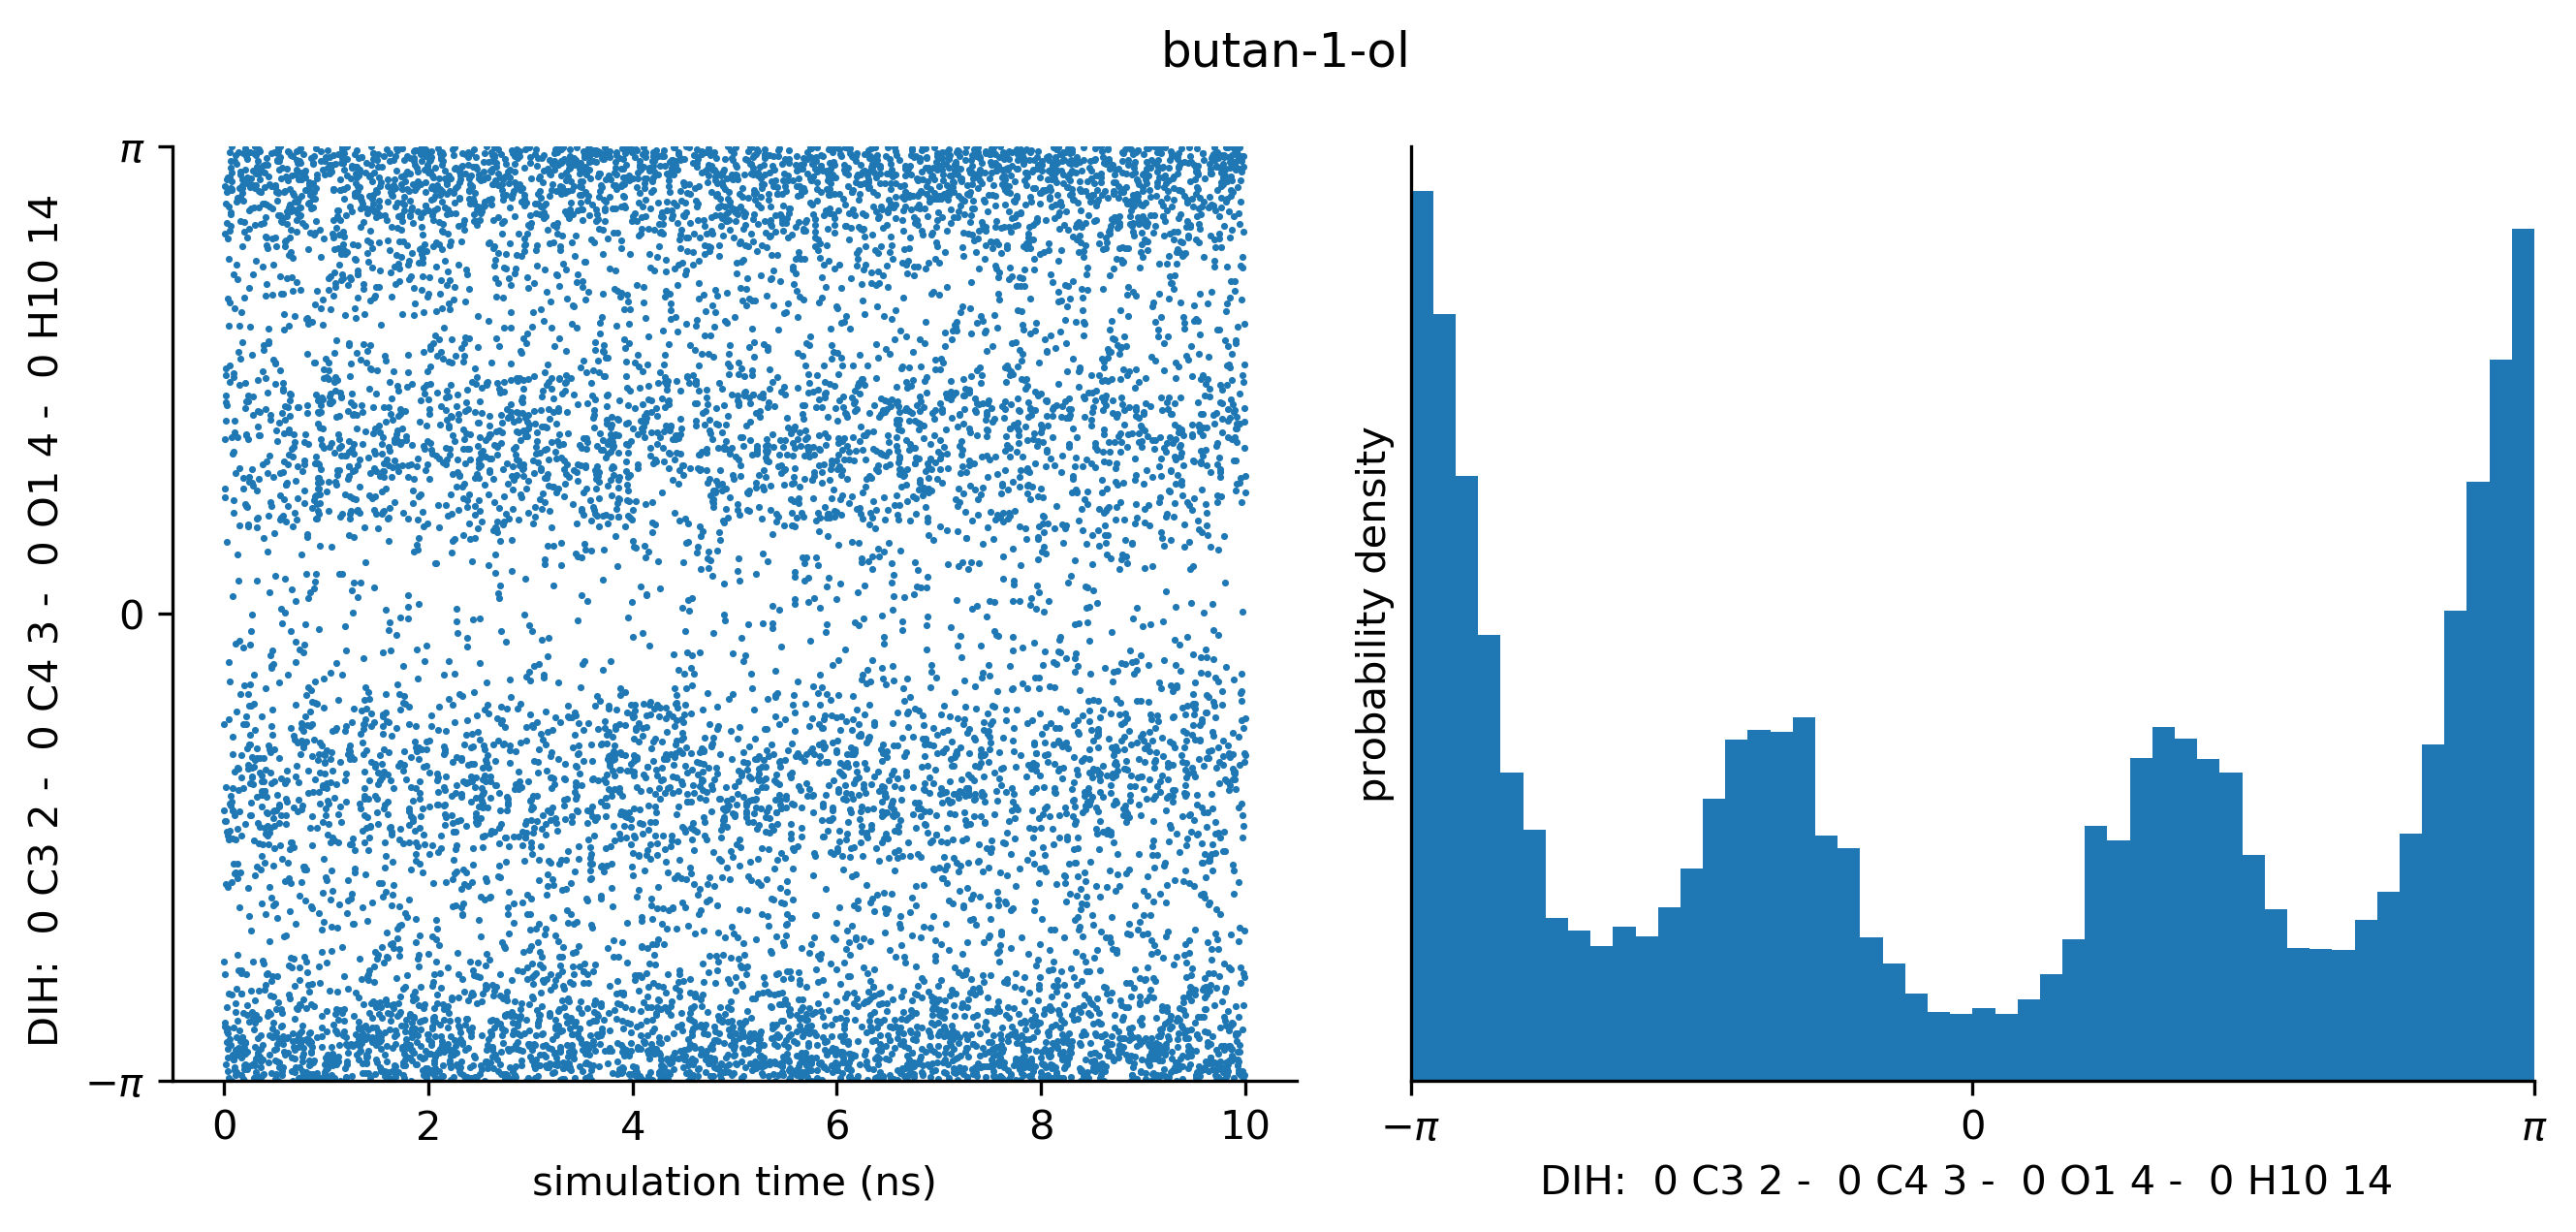 butan-1-ol
DIH:  0 C3 2 -  0 C4 3 -  0 O1 4 -  0 H10 14
π
0
−π
0 2 4 6 8 10
simulation time (ns)
probability density
−π 0 π
DIH:  0 C3 2 -  0 C4 3 -  0 O1 4 -  0 H10 14